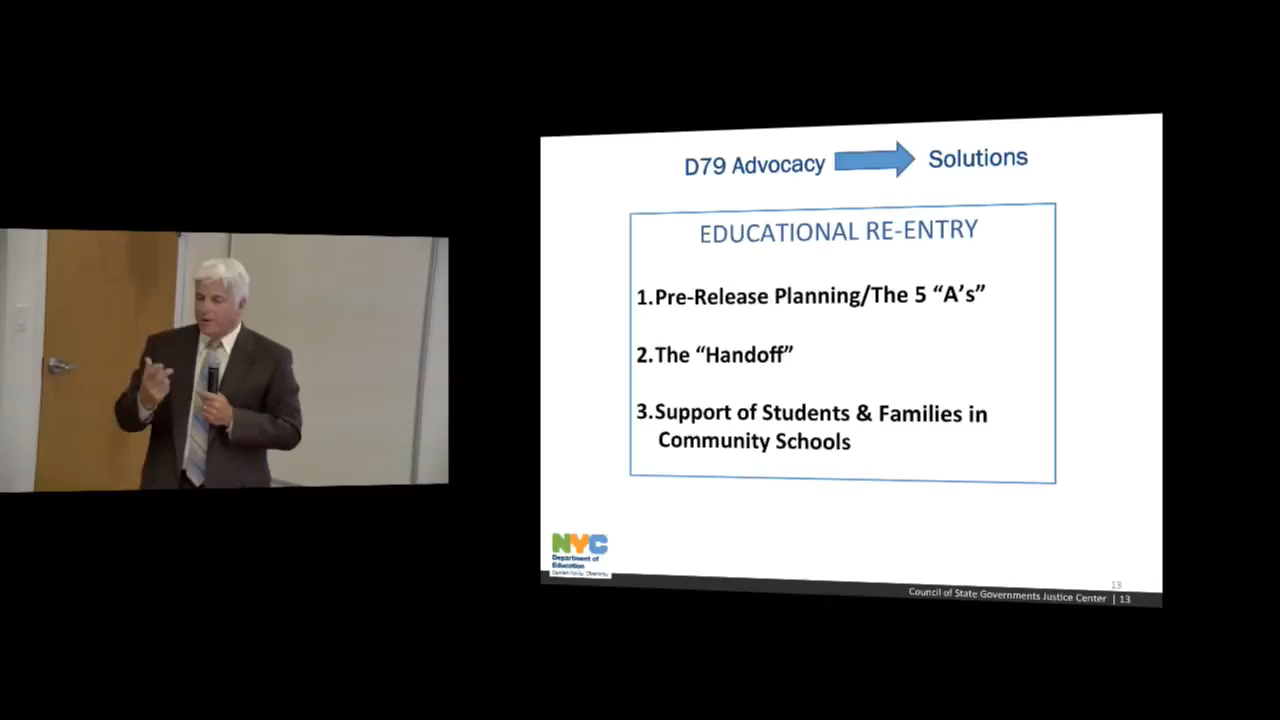 D79 Advocacy Solutions
EDUCATIONAL RE-ENTRY
1.Pre-Release Planning/The 5 “A’s”
2.The “Handoff”
3.Support of Students & Families in
Community Schools
NYC
Department of
Education
13
Council of State Governments Justice Center | 13